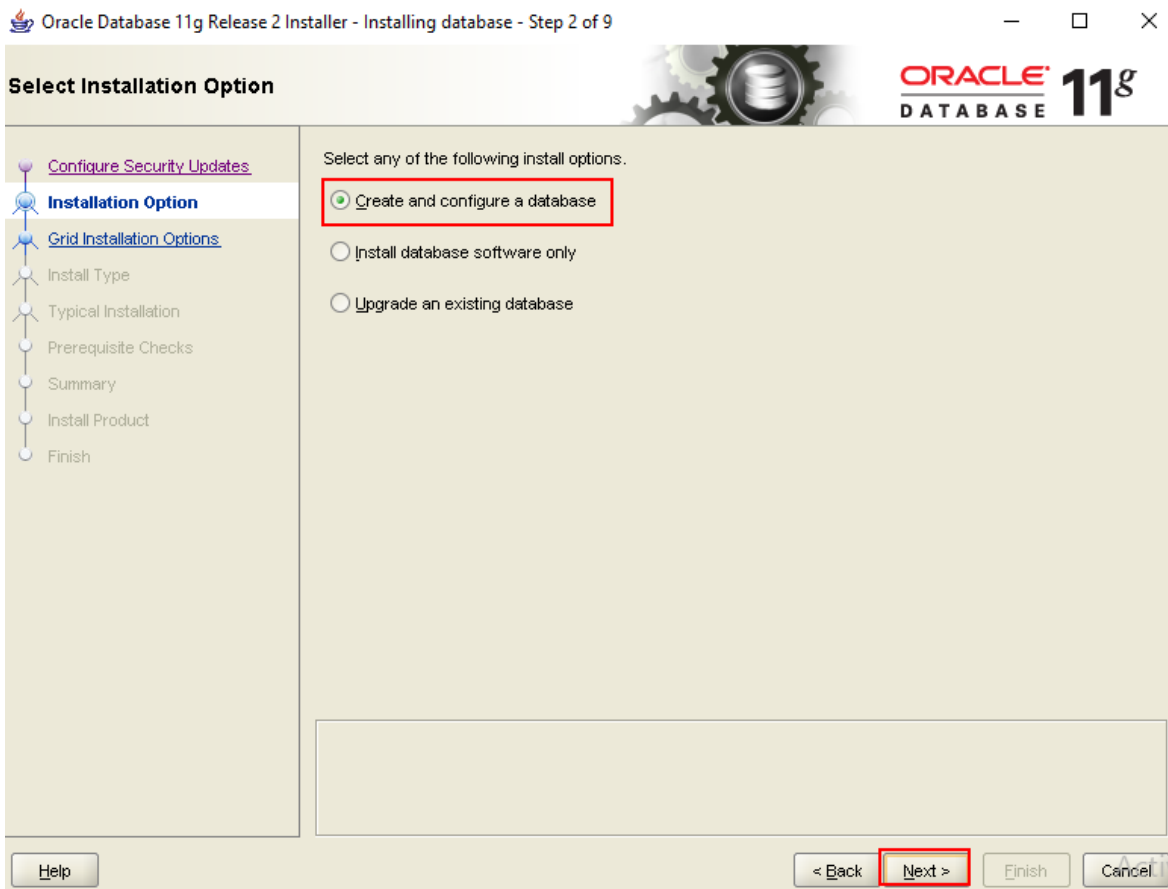 Oracle Database 11g Release 2 Installer - Installing database - Step 2 of 9
Select Installation Option
ORACLE
DATABASE
11g
Configure Security Updates
Installation Option
Grid Installation Options
Install Type
Typical Installation
Prerequisite Checks
Summary
Install Product
Finish
Select any of the following install options.
Create and configure a database
Install database software only
Upgrade an existing database
Help
< Back
Next >
Finish
Cancel